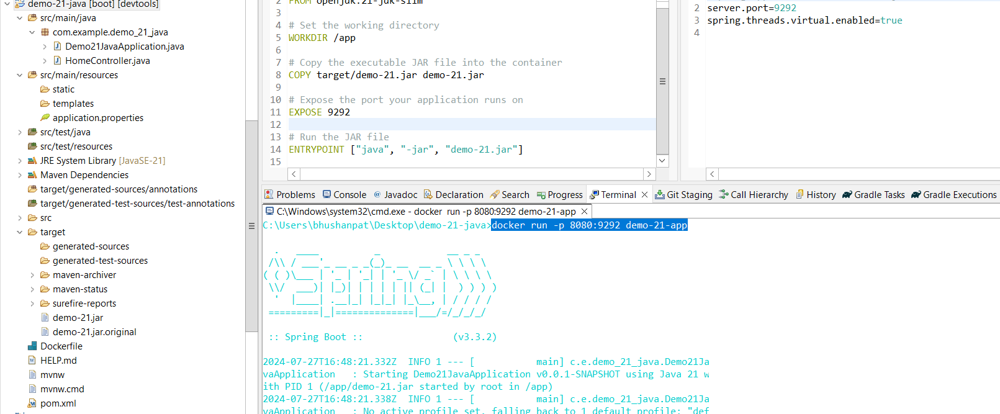 demo-21-java [boot] [devtools]
src/main/java
com.example.demo_21_java
Demo21JavaApplication.java
HomeController.java
src/main/resources
static
templates
application.properties
src/test/java
src/test/resources
JRE System Library [JavaSE-21]
Maven Dependencies
target/generated-sources/annotations
target/generated-test-sources/test-annotations
src
target
generated-sources
generated-test-sources
maven-archiver
maven-status
surefire-reports
demo-21.jar
demo-21.jar.original
Dockerfile
HELP.md
mvnw
mvnw.cmd
pom.xml
2 FROM openjdk:21-jdk-slim
3
4 # Set the working directory
5 WORKDIR /app
6
7 # Copy the executable JAR file into the container
8 COPY target/demo-21.jar demo-21.jar
9
10 # Expose the port your application runs on
11 EXPOSE 9292
12
13 # Run the JAR file
14 ENTRYPOINT ["java", "-jar", "demo-21.jar"]
15
2 server.port=9292
3 spring.threads.virtual.enabled=true
4
Problems Console @ Javadoc Declaration Search Progress Terminal Git Staging Call Hierarchy History Gradle Tasks Gradle Executions
C:\Windows\system32\cmd.exe - docker run -p 8080:9292 demo-21-app
C:\Users\bhushanpat\Desktop\demo-21-java>docker run -p 8080:9292 demo-21-app
  .   ____          _            __ _ _
 /\\ / ___'_ __ _ _(_)_ __  __ _ \ \ \ \
( ( )\___ | '_ | '_| | '_ \/ _` | \ \ \ \
 \\/  ___)| |_)| | | | | || (_| |  ) ) ) )
  '  |____| .__|_| |_|_| |_\__, | / / / /
 =========|_|==============|___/=/_/_/_/
:: Spring Boot :: (v3.3.2)
2024-07-27T16:48:21.332Z INFO 1 --- [ main] c.e.demo_21_java.Demo21Ja
vaApplication : Starting Demo21JavaApplication v0.0.1-SNAPSHOT using Java 21 w
ith PID 1 (/app/demo-21.jar started by root in /app)
2024-07-27T16:48:21.338Z INFO 1 --- [ main] c.e.demo_21_java.Demo21Ja
vaApplication : No active profile set, falling back to 1 default profile: "def